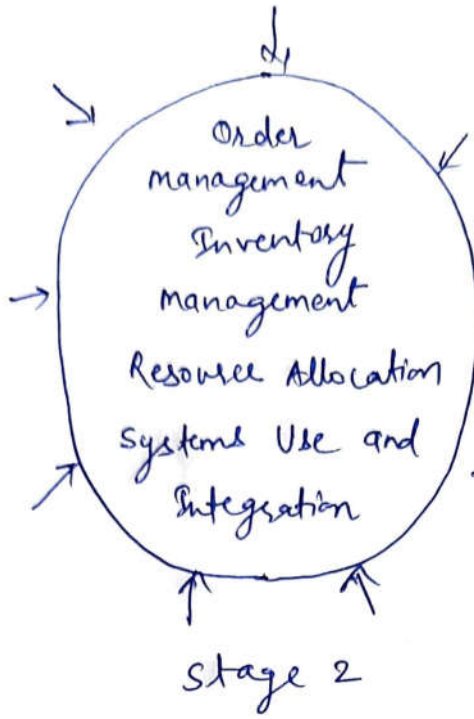 Order
management
Inventory
management
Resource Allocation
Systems Use and
Integration
Stage 2